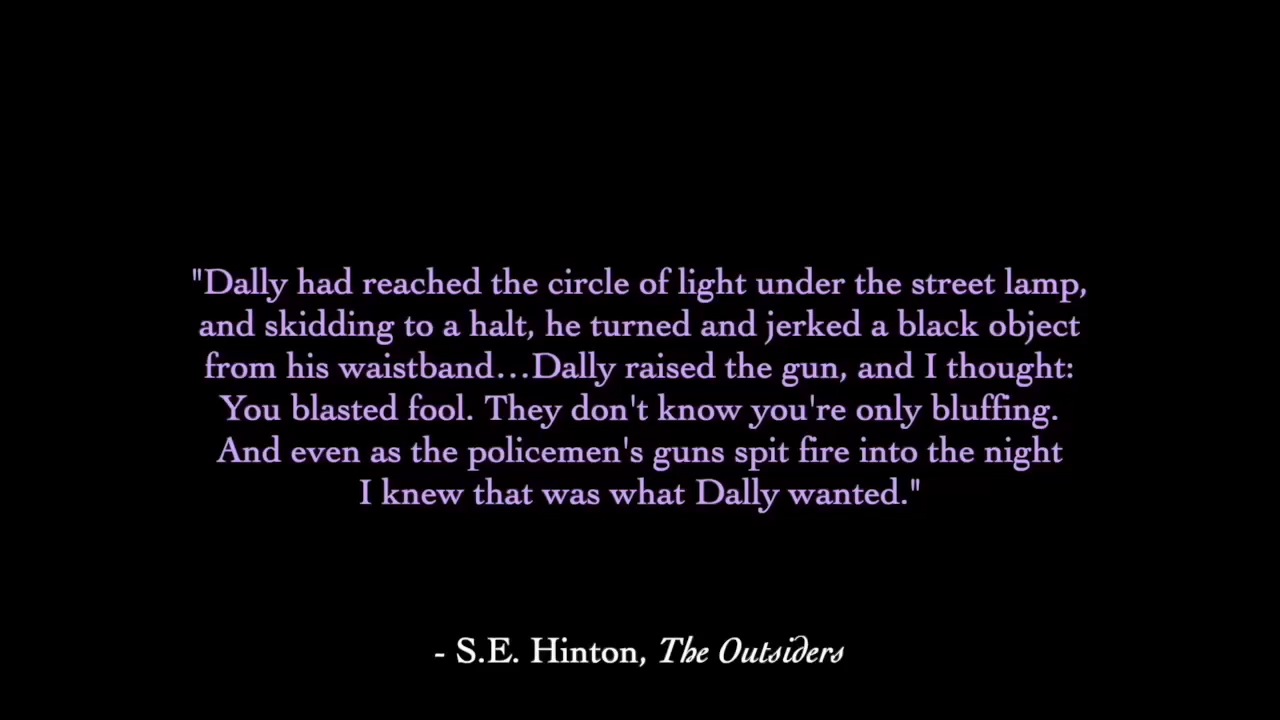 "Dally had reached the circle of light under the street lamp,
and skidding to a halt, he turned and jerked a black object
from his waistband...Dally raised the gun, and I thought:
You blasted fool. They don't know you're only bluffing.
And even as the policemen's guns spit fire into the night
I knew that was what Dally wanted."
- S.E. Hinton, The Outsiders